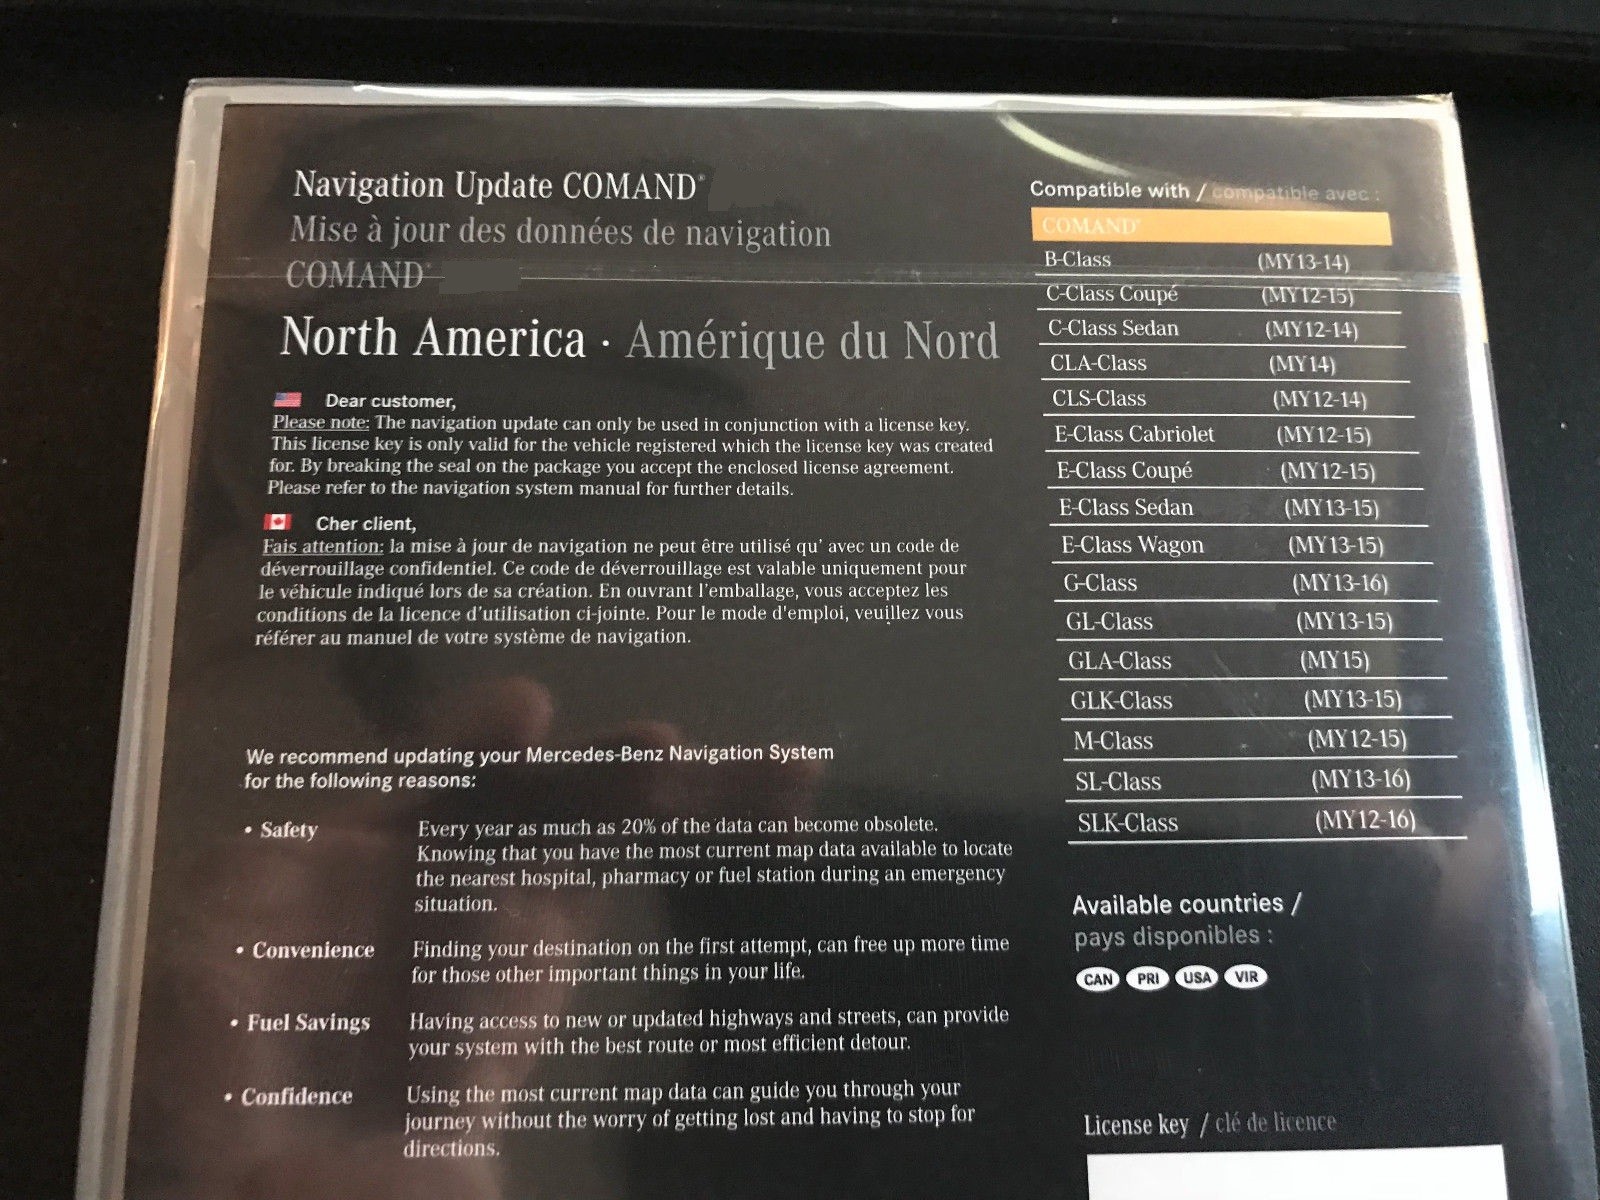 Navigation Update COMAND®
Mise à jour des données de navigation
COMAND®
North America · Amérique du Nord
Dear customer,
Please note: The navigation update can only be used in conjunction with a license key.
This license key is only valid for the vehicle registered which the license key was created
for. By breaking the seal on the package you accept the enclosed license agreement.
Please refer to the navigation system manual for further details.
Cher client,
Fais attention: la mise à jour de navigation ne peut être utilisé qu' avec un code de
déverrouillage confidentiel. Ce code de déverrouillage est valable uniquement pour
le véhicule indiqué lors de sa création. En ouvrant l'emballage, vous acceptez les
conditions de la licence d'utilisation ci-jointe. Pour le mode d'emploi, veuillez vous
référer au manuel de votre système de navigation.
We recommend updating your Mercedes-Benz Navigation System
for the following reasons:
• Safety Every year as much as 20% of the data can become obsolete.
Knowing that you have the most current map data available to locate
the nearest hospital, pharmacy or fuel station during an emergency
situation.
• Convenience Finding your destination on the first attempt, can free up more time
for those other important things in your life.
• Fuel Savings Having access to new or updated highways and streets, can provide
your system with the best route or most efficient detour.
• Confidence Using the most current map data can guide you through your
journey without the worry of getting lost and having to stop for
directions.
Compatible with / compatible avec :
COMAND®
B-Class (MY13-14)
C-Class Coupé (MY12-15)
C-Class Sedan (MY12-14)
CLA-Class (MY14)
CLS-Class (MY12-14)
E-Class Cabriolet (MY12-15)
E-Class Coupé (MY12-15)
E-Class Sedan (MY13-15)
E-Class Wagon (MY13-15)
G-Class (MY13-16)
GL-Class (MY13-15)
GLA-Class (MY15)
GLK-Class (MY13-15)
M-Class (MY12-15)
SL-Class (MY13-16)
SLK-Class (MY12-16)
Available countries /
pays disponibles :
CAN PRI USA VIR
License key / clé de licence